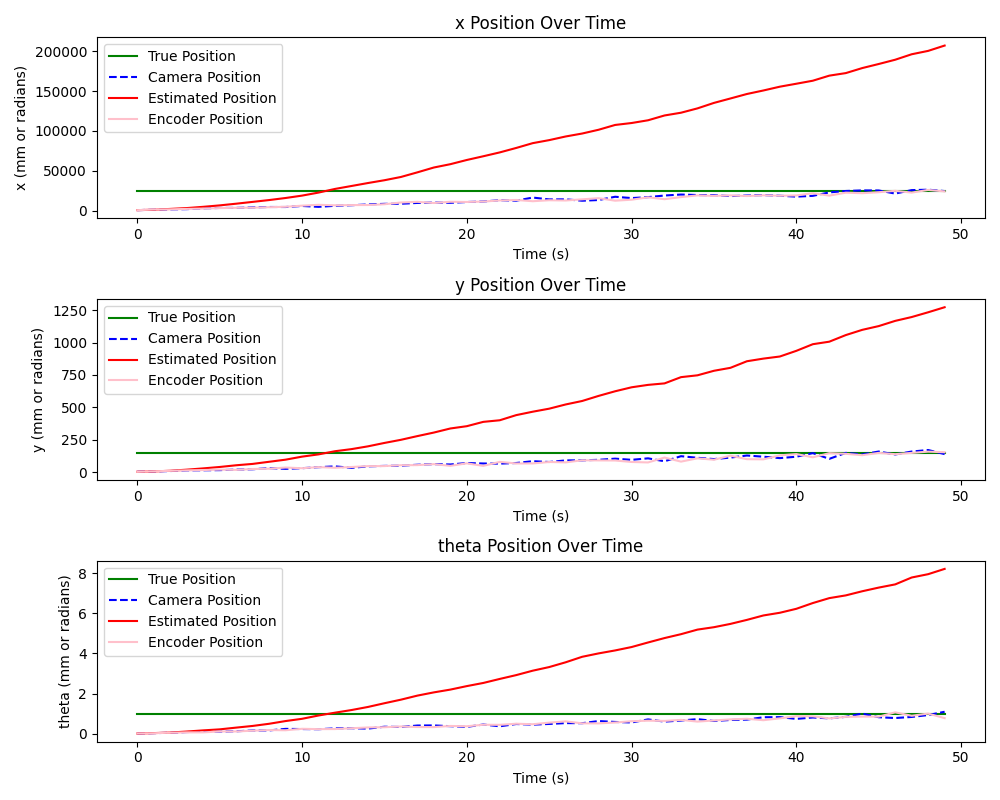 x Position Over Time
True Position
Camera Position
Estimated Position
Encoder Position
x (mm or radians)
200000
150000
100000
50000
0
0 10 20 30 40 50
Time (s)
y Position Over Time
True Position
Camera Position
Estimated Position
Encoder Position
y (mm or radians)
1250
1000
750
500
250
0
0 10 20 30 40 50
Time (s)
theta Position Over Time
True Position
Camera Position
Estimated Position
Encoder Position
theta (mm or radians)
8
6
4
2
0
0 10 20 30 40 50
Time (s)